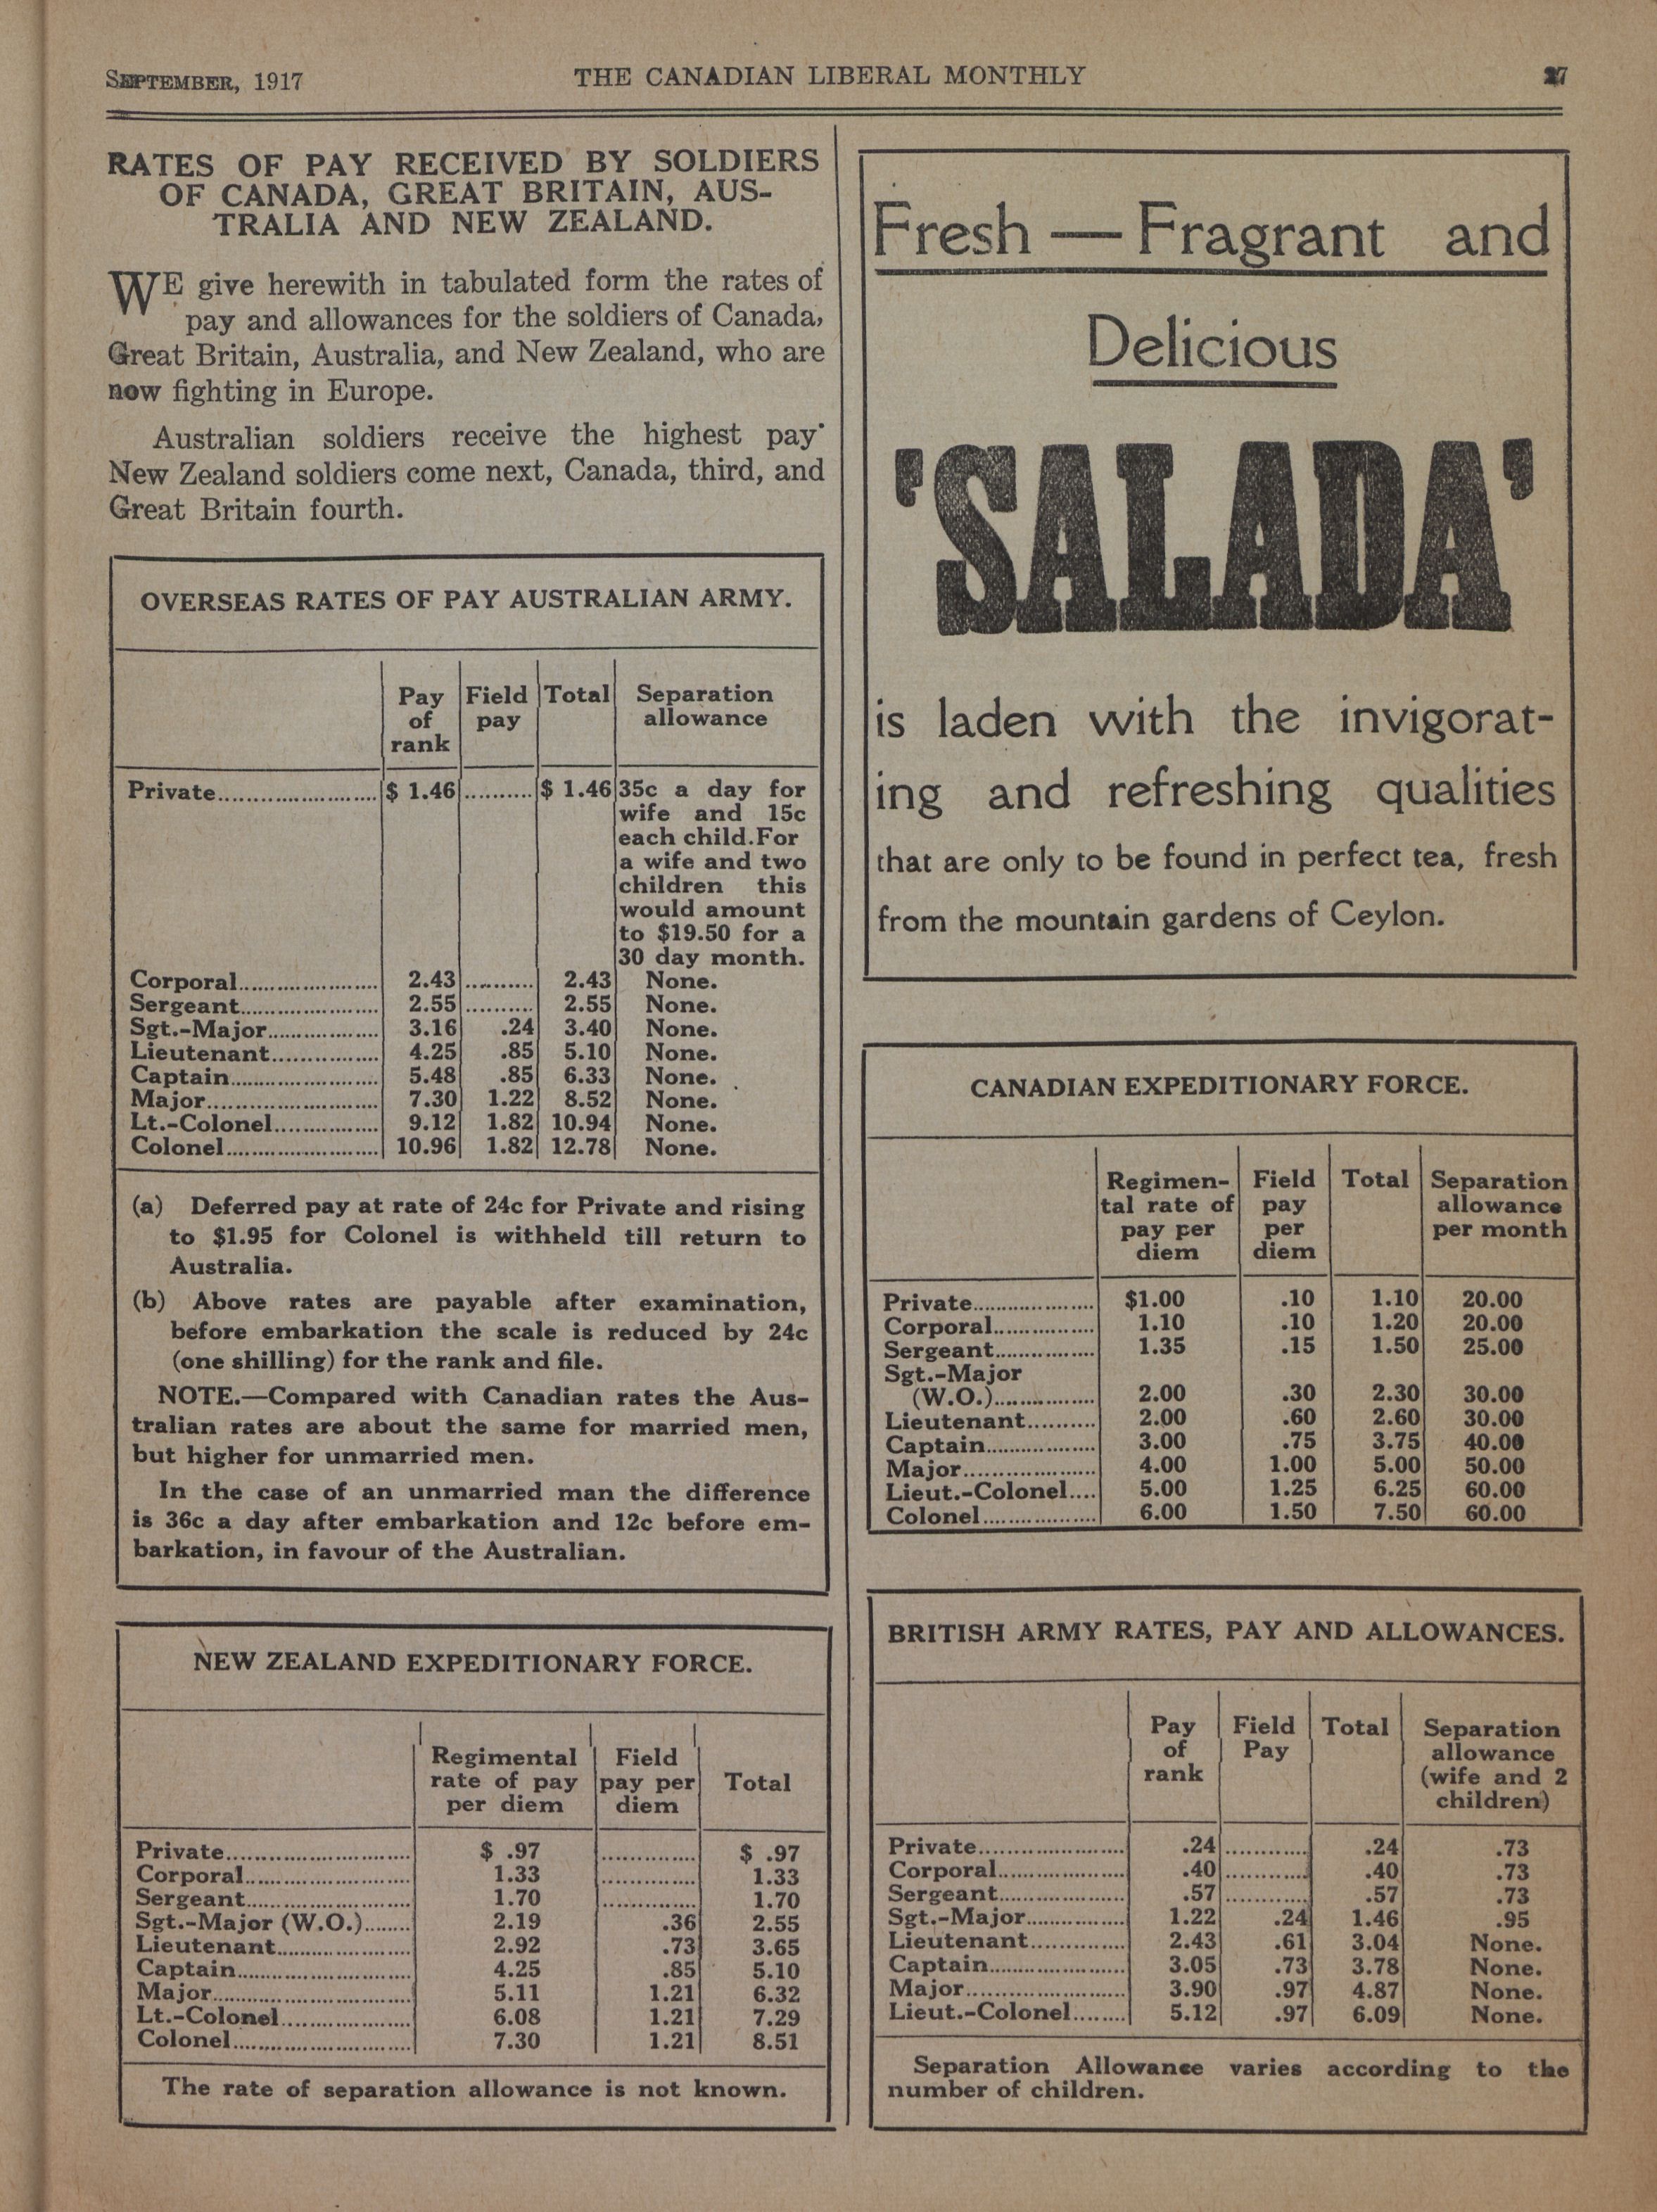 SEPTEMBER, 1917 THE CANADIAN LIBERAL MONTHLY 27
RATES OF PAY RECEIVED BY SOLDIERS
OF CANADA, GREAT BRITAIN, AUS-
TRALIA AND NEW ZEALAND.
WE give herewith in tabulated form the rates of
pay and allowances for the soldiers of Canada,
Great Britain, Australia, and New Zealand, who are
now fighting in Europe.
Australian soldiers receive the highest pay
New Zealand soldiers come next, Canada, third, and
Great Britain fourth.
OVERSEAS RATES OF PAY AUSTRALIAN ARMY.
Pay Field Total Separation
of pay allowance
rank
Private........................ $ 1.46 .......... $ 1.46 35c a day for
wife and 15c
each child.For
a wife and two
children this
would amount
to $19.50 for a
30 day month.
Corporal...................... 2.43 .......... 2.43 None.
Sergeant...................... 2.55 .......... 2.55 None.
Sgt.-Major.................. 3.16 .24 3.40 None.
Lieutenant................ 4.25 .85 5.10 None.
Captain........................ 5.48 .85 6.33 None.
Major........................... 7.30 1.22 8.52 None.
Lt.-Colonel................. 9.12 1.82 10.94 None.
Colonel........................ 10.96 1.82 12.78 None.
(a) Deferred pay at rate of 24c for Private and rising
to $1.95 for Colonel is withheld till return to
Australia.
(b) Above rates are payable after examination,
before embarkation the scale is reduced by 24c
(one shilling) for the rank and file.
NOTE.—Compared with Canadian rates the Aus-
tralian rates are about the same for married men,
but higher for unmarried men.
In the case of an unmarried man the difference
is 36c a day after embarkation and 12c before em-
barkation, in favour of the Australian.
NEW ZEALAND EXPEDITIONARY FORCE.
Regimental Field
rate of pay pay per Total
per diem diem
Private............................ $ .97 .............. $ .97
Corporal.......................... 1.33 .............. 1.33
Sergeant.......................... 1.70 .............. 1.70
Sgt.-Major (W.O.)........ 2.19 .36 2.55
Lieutenant...................... 2.92 .73 3.65
Captain........................... 4.25 .85 5.10
Major............................... 5.11 1.21 6.32
Lt.-Colonel.................... 6.08 1.21 7.29
Colonel........................... 7.30 1.21 8.51
The rate of separation allowance is not known.
Fresh — Fragrant and
Delicious
'SALADA'
is laden with the invigorat-
ing and refreshing qualities
that are only to be found in perfect tea, fresh
from the mountain gardens of Ceylon.
CANADIAN EXPEDITIONARY FORCE.
Regimen- Field Total Separation
tal rate of pay allowance
pay per per per month
diem diem
Private..................... $1.00 .10 1.10 20.00
Corporal................ 1.10 .10 1.20 20.00
Sergeant................. 1.35 .15 1.50 25.00
Sgt.-Major
(W.O.)................ 2.00 .30 2.30 30.00
Lieutenant.......... 2.00 .60 2.60 30.00
Captain................... 3.00 .75 3.75 40.00
Major..................... 4.00 1.00 5.00 50.00
Lieut.-Colonel.... 5.00 1.25 6.25 60.00
Colonel.................. 6.00 1.50 7.50 60.00
BRITISH ARMY RATES, PAY AND ALLOWANCES.
Pay Field Total Separation
of Pay allowance
rank (wife and 2
children)
Private....................... .24 ............ .24 .73
Corporal.................... .40 ............ .40 .73
Sergeant.................... .57 ............ .57 .73
Sgt.-Major................ 1.22 .24 1.46 .95
Lieutenant.............. 2.43 .61 3.04 None.
Captain...................... 3.05 .73 3.78 None.
Major.......................... 3.90 .97 4.87 None.
Lieut.-Colonel........ 5.12 .97 6.09 None.
Separation Allowance varies according to the
number of children.